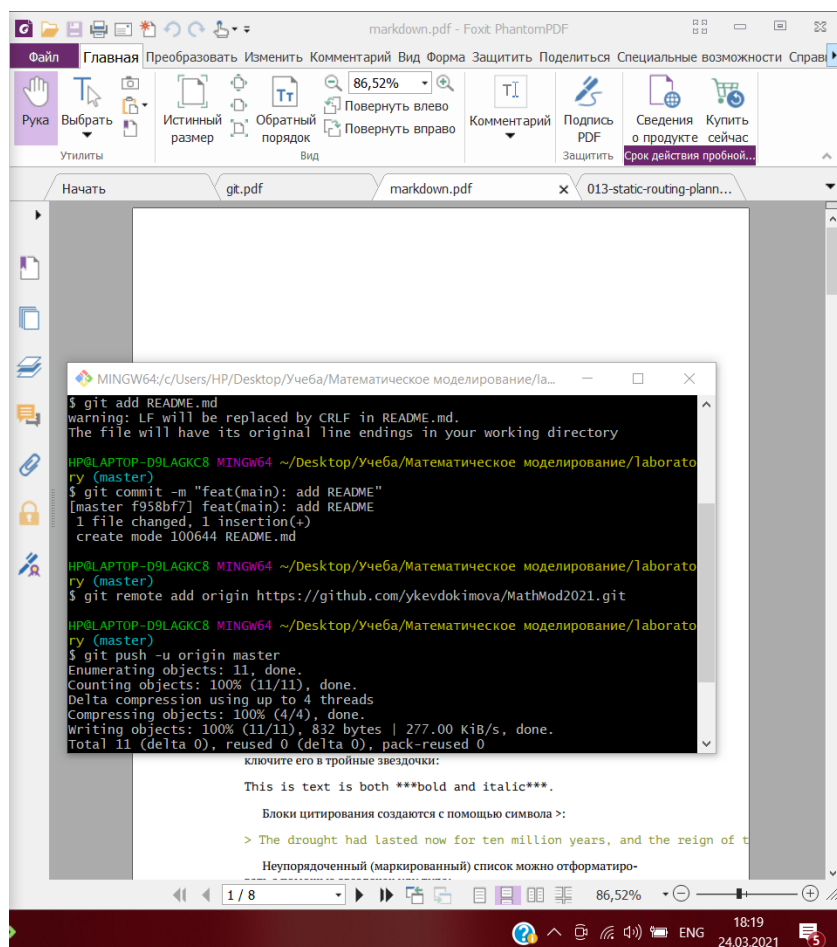 markdown.pdf - Foxit PhantomPDF
Файл Главная Преобразовать Изменить Комментарий Вид Форма Защитить Поделиться Специальные возможности Справ
Рука
Выбрать
Утилиты
Истинный размер
Обратный порядок
86,52%
Повернуть влево
Повернуть вправо
Вид
Комментарий
Подпись PDF
Защитить
Сведения о продукте
Купить сейчас
Срок действия пробной...
Начать
git.pdf
markdown.pdf
013-static-routing-plann...
MINGW64:/c/Users/HP/Desktop/Учеба/Математическое моделирование/la...
$ git add README.md
warning: LF will be replaced by CRLF in README.md.
The file will have its original line endings in your working directory
HP@LAPTOP-D9LAGKC8 MINGW64 ~/Desktop/Учеба/Математическое моделирование/laborato
ry (master)
$ git commit -m "feat(main): add README"
[master f958bf7] feat(main): add README
1 file changed, 1 insertion(+)
create mode 100644 README.md
HP@LAPTOP-D9LAGKC8 MINGW64 ~/Desktop/Учеба/Математическое моделирование/laborato
ry (master)
$ git remote add origin https://github.com/ykevdokimova/MathMod2021.git
HP@LAPTOP-D9LAGKC8 MINGW64 ~/Desktop/Учеба/Математическое моделирование/laborato
ry (master)
$ git push -u origin master
Enumerating objects: 11, done.
Counting objects: 100% (11/11), done.
Delta compression using up to 4 threads
Compressing objects: 100% (4/4), done.
Writing objects: 100% (11/11), 832 bytes | 277.00 KiB/s, done.
Total 11 (delta 0), reused 0 (delta 0), pack-reused 0
ключите его в тройные звездочки:
This is text is both ***bold and italic***.
Блоки цитирования создаются с помощью символа >:
> The drought had lasted now for ten million years, and the reign of t
Неупорядоченный (маркированный) список можно отформатиро-
1 / 8
86,52%
ENG
18:19
24.03.2021
5